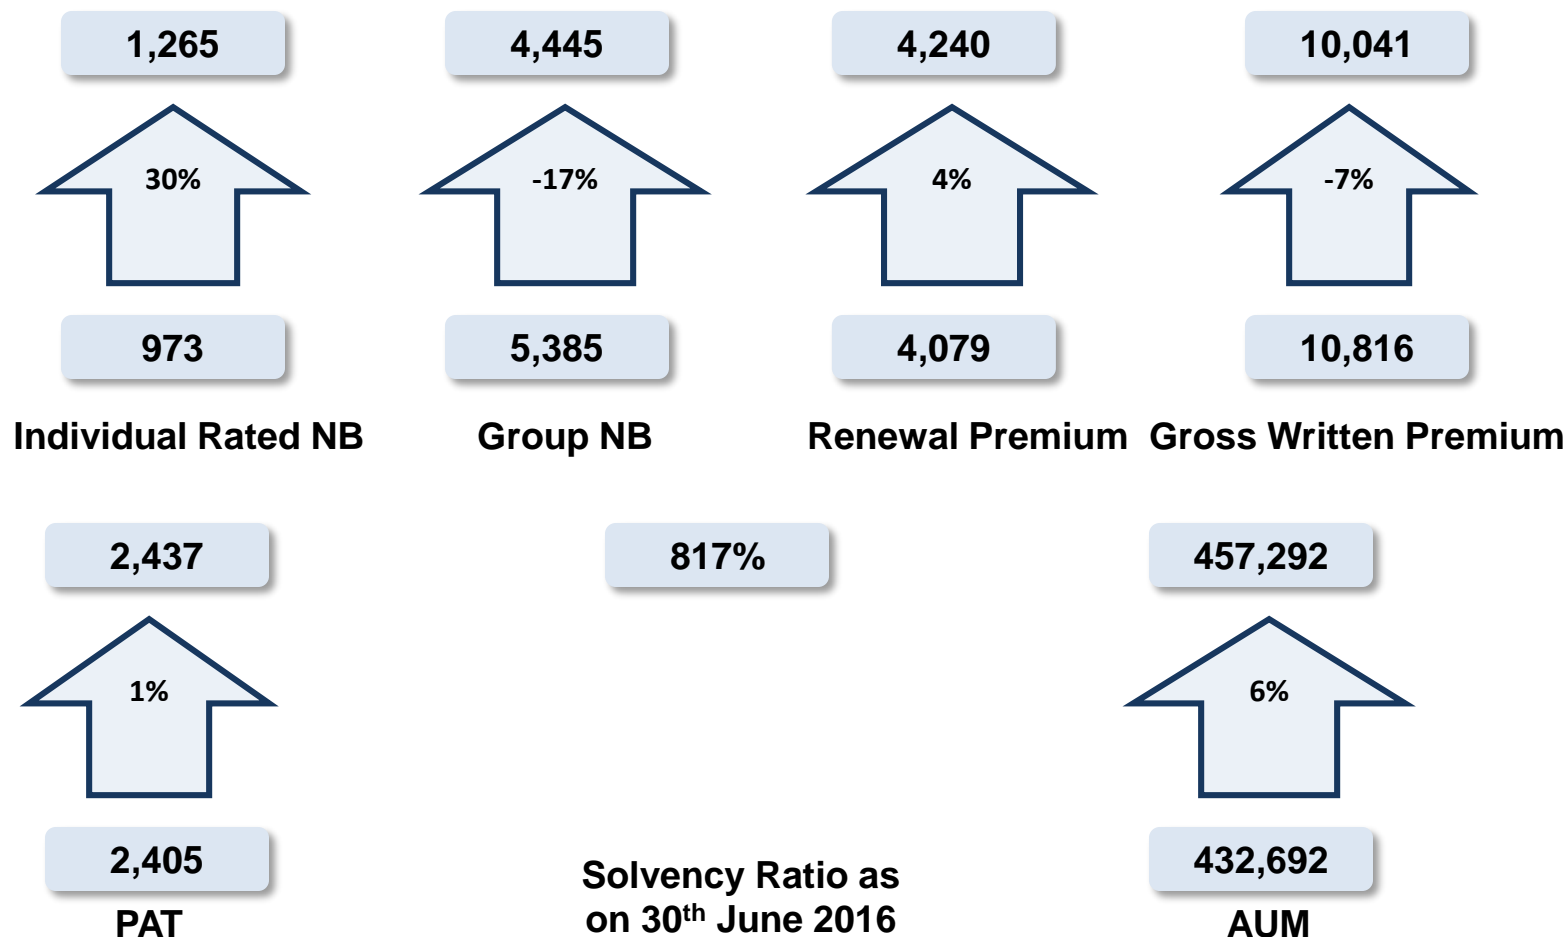 1,265 4,445 4,240 10,041
30% -17% 4% -7%
973 5,385 4,079 10,816
Individual Rated NB Group NB Renewal Premium Gross Written Premium
2,437 817% 457,292
1% 6%
2,405 432,692
Solvency Ratio as
on 30th June 2016
PAT AUM